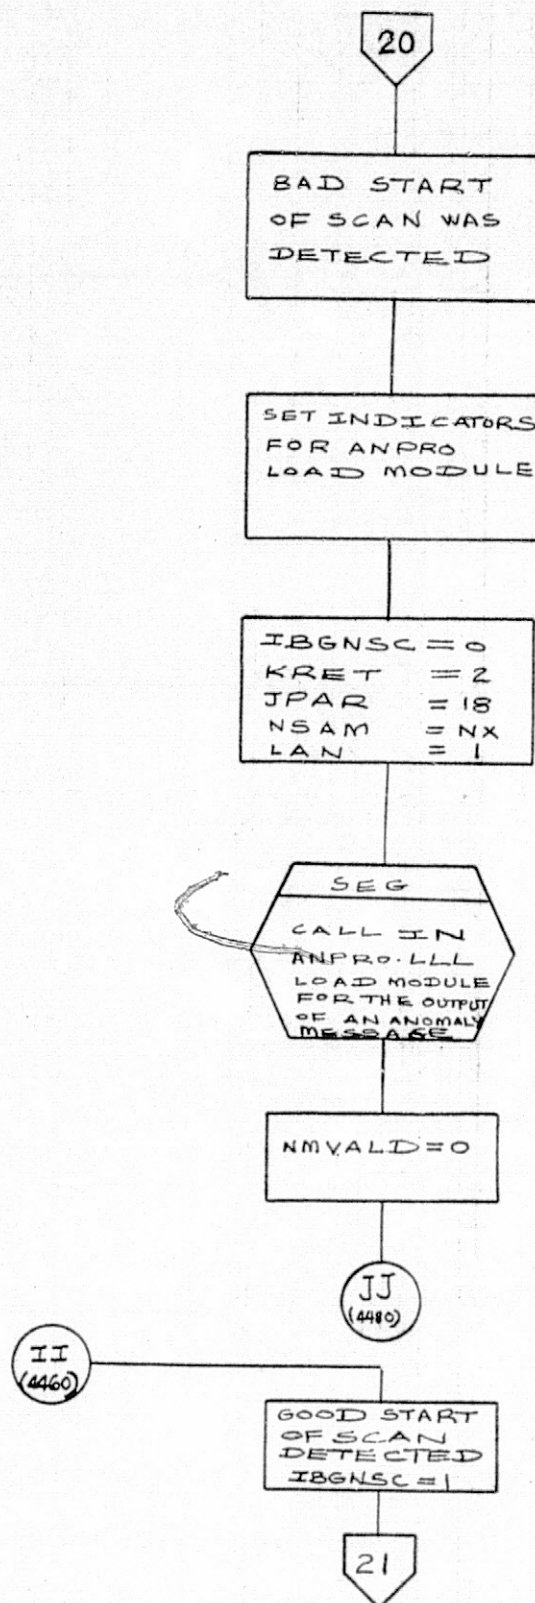 20
BAD START
OF SCAN WAS
DETECTED
SET INDICATORS
FOR ANPRO
LOAD MODULE
IBGNSC = 0
KRET = 2
JPAR = 18
NSAM = NX
LAN = 1
SEG
CALL IN
ANPRO.LLL
LOAD MODULE
FOR THE OUTPUT
OF AN ANOMALY
MESSAGE
NMVALD = 0
JJ
(4480)
II
(4460)
GOOD START
OF SCAN
DETECTED
IBGNSC = 1
21